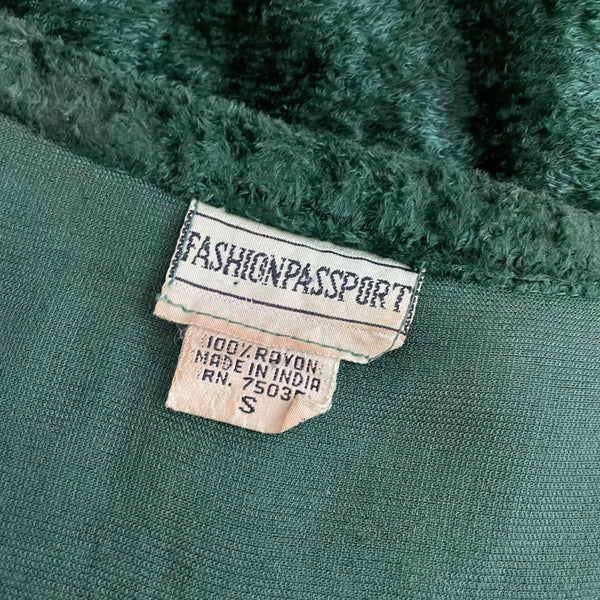 FASHIONPASSPORT
100% RAYON
MADE IN INDIA
RN.
S